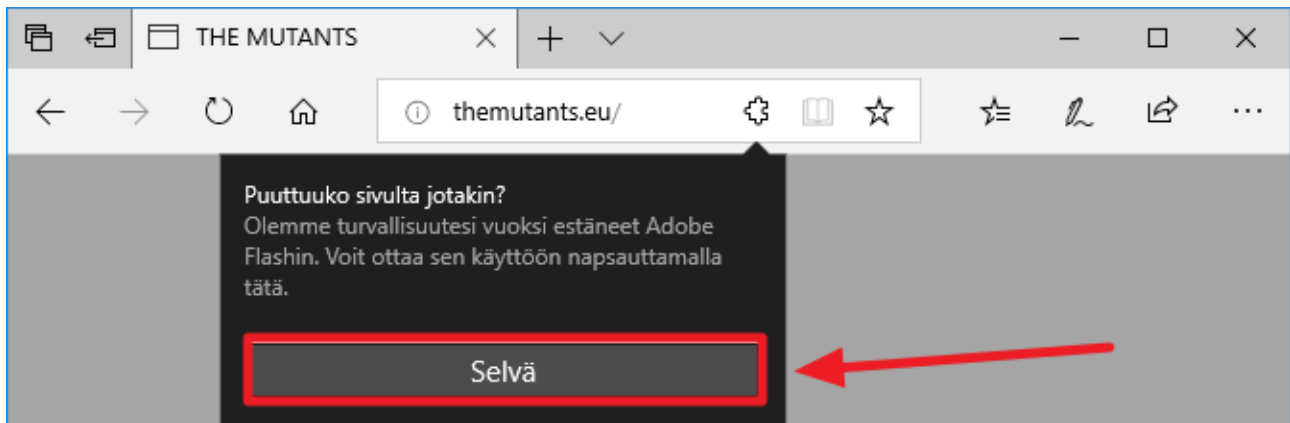 THE MUTANTS
themutants.eu/
Puuttuuko sivulta jotakin?
Olemme turvallisuutesi vuoksi estäneet Adobe
Flashin. Voit ottaa sen käyttöön napsauttamalla
tätä.
Selvä